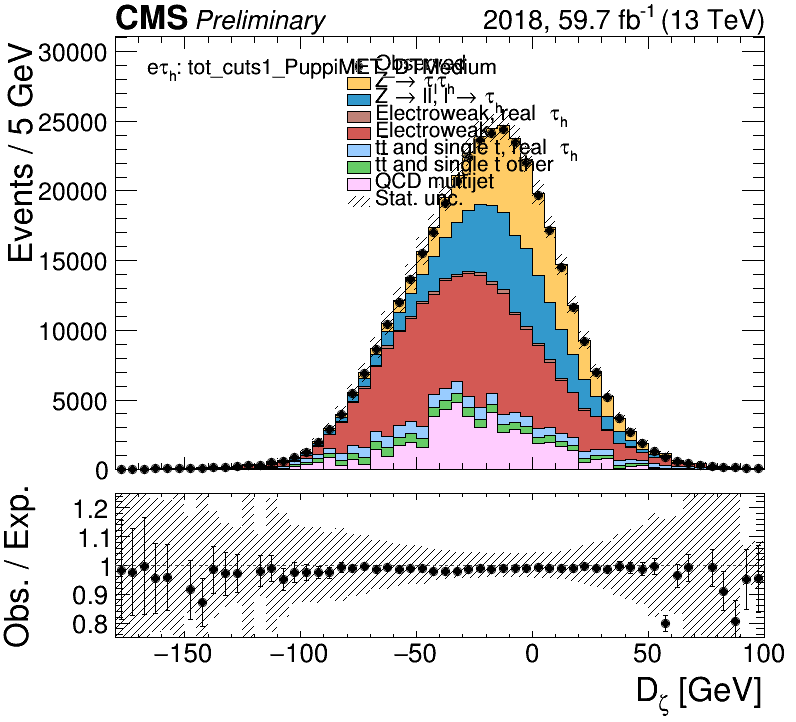 CMS Preliminary 2018, 59.7 fb⁻¹ (13 TeV)
Events / 5 GeV
30000
25000
20000
15000
10000
5000
0
eτh: tot_cuts1_PuppiMET_DTMedium
Observed
Z → ττh
Z → ll, l → τh
Electroweak, real τh
Electroweak
tt and single t, real τh
tt and single t other
QCD multijet
Stat. unc.
Obs. / Exp.
1.2
1.1
1
0.9
0.8
−150 −100 −50 0 50 100
Dζ [GeV]